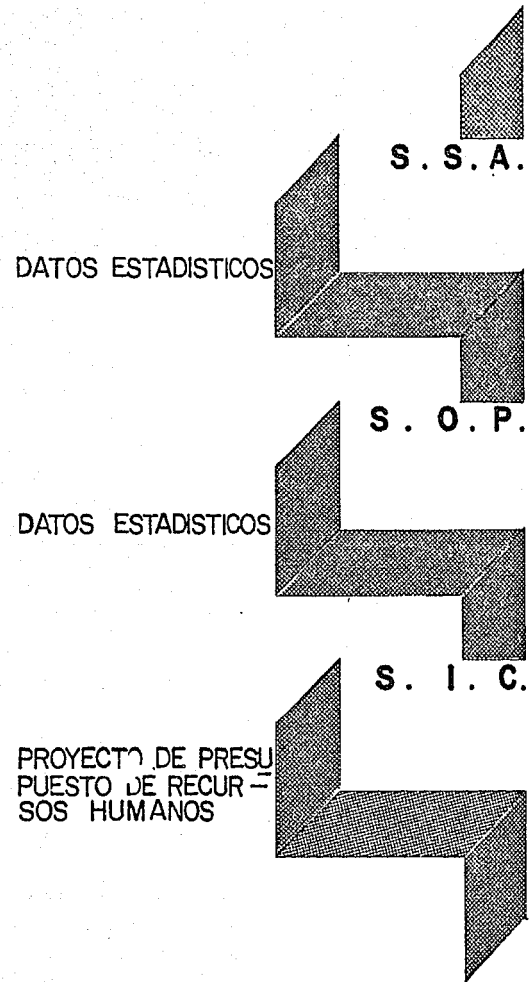 S. S. A.
DATOS ESTADISTICOS
S. O. P.
DATOS ESTADISTICOS
S. I. C.
PROYECTO DE PRESU
PUESTO DE RECUR-
SOS HUMANOS